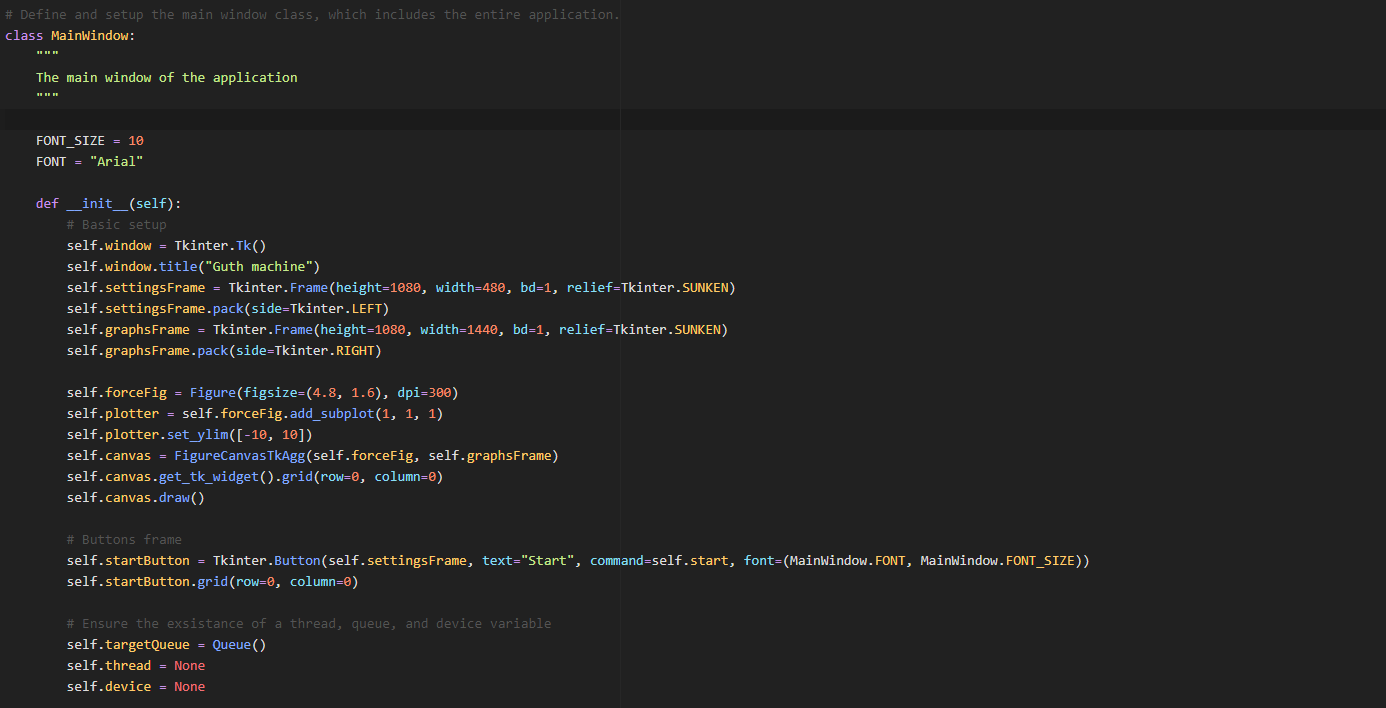 # Define and setup the main window class, which includes the entire application.
class MainWindow:
    """
    The main window of the application
    """

    FONT_SIZE = 10
    FONT = "Arial"

    def __init__(self):
        # Basic setup
        self.window = Tkinter.Tk()
        self.window.title("Guth machine")
        self.settingsFrame = Tkinter.Frame(height=1080, width=480, bd=1, relief=Tkinter.SUNKEN)
        self.settingsFrame.pack(side=Tkinter.LEFT)
        self.graphsFrame = Tkinter.Frame(height=1080, width=1440, bd=1, relief=Tkinter.SUNKEN)
        self.graphsFrame.pack(side=Tkinter.RIGHT)

        self.forceFig = Figure(figsize=(4.8, 1.6), dpi=300)
        self.plotter = self.forceFig.add_subplot(1, 1, 1)
        self.plotter.set_ylim([-10, 10])
        self.canvas = FigureCanvasTkAgg(self.forceFig, self.graphsFrame)
        self.canvas.get_tk_widget().grid(row=0, column=0)
        self.canvas.draw()

        # Buttons frame
        self.startButton = Tkinter.Button(self.settingsFrame, text="Start", command=self.start, font=(MainWindow.FONT, MainWindow.FONT_SIZE))
        self.startButton.grid(row=0, column=0)

        # Ensure the exsistance of a thread, queue, and device variable
        self.targetQueue = Queue()
        self.thread = None
        self.device = None